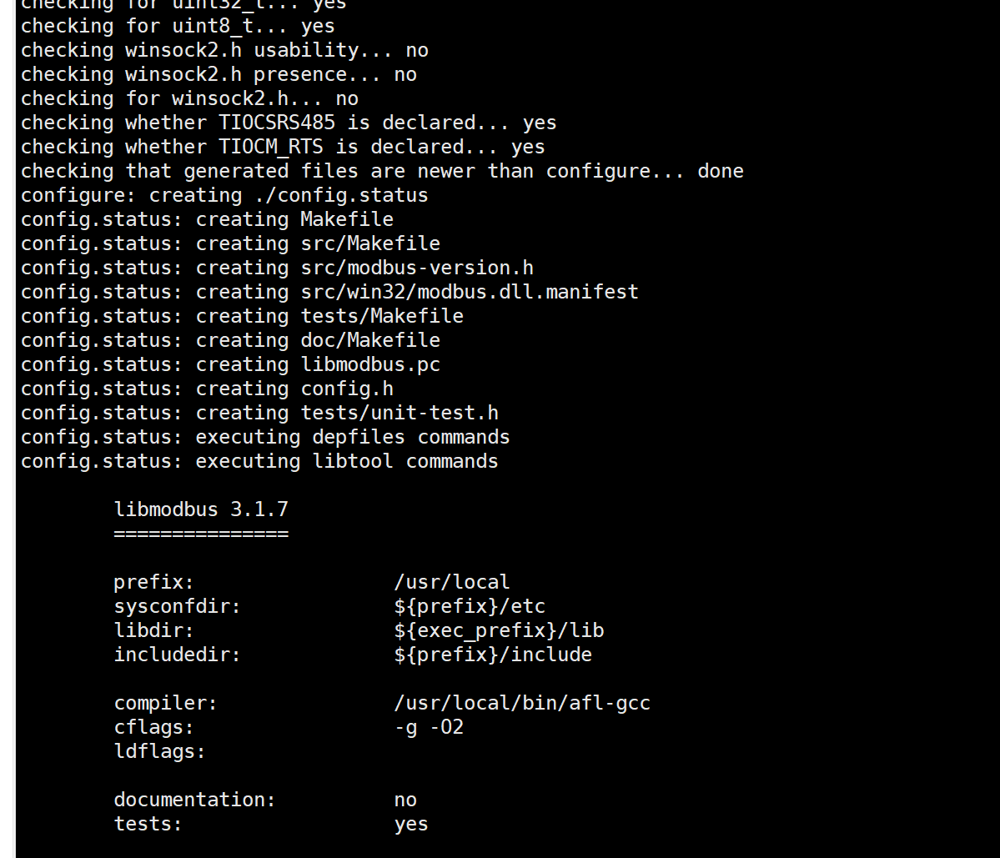 checking for uint32_t... yes
checking for uint8_t... yes
checking winsock2.h usability... no
checking winsock2.h presence... no
checking for winsock2.h... no
checking whether TIOCSRS485 is declared... yes
checking whether TIOCM_RTS is declared... yes
checking that generated files are newer than configure... done
configure: creating ./config.status
config.status: creating Makefile
config.status: creating src/Makefile
config.status: creating src/modbus-version.h
config.status: creating src/win32/modbus.dll.manifest
config.status: creating tests/Makefile
config.status: creating doc/Makefile
config.status: creating libmodbus.pc
config.status: creating config.h
config.status: creating tests/unit-test.h
config.status: executing depfiles commands
config.status: executing libtool commands
libmodbus 3.1.7
===============
prefix: /usr/local
sysconfdir: ${prefix}/etc
libdir: ${exec_prefix}/lib
includedir: ${prefix}/include
compiler: /usr/local/bin/afl-gcc
cflags: -g -O2
ldflags:
documentation: no
tests: yes